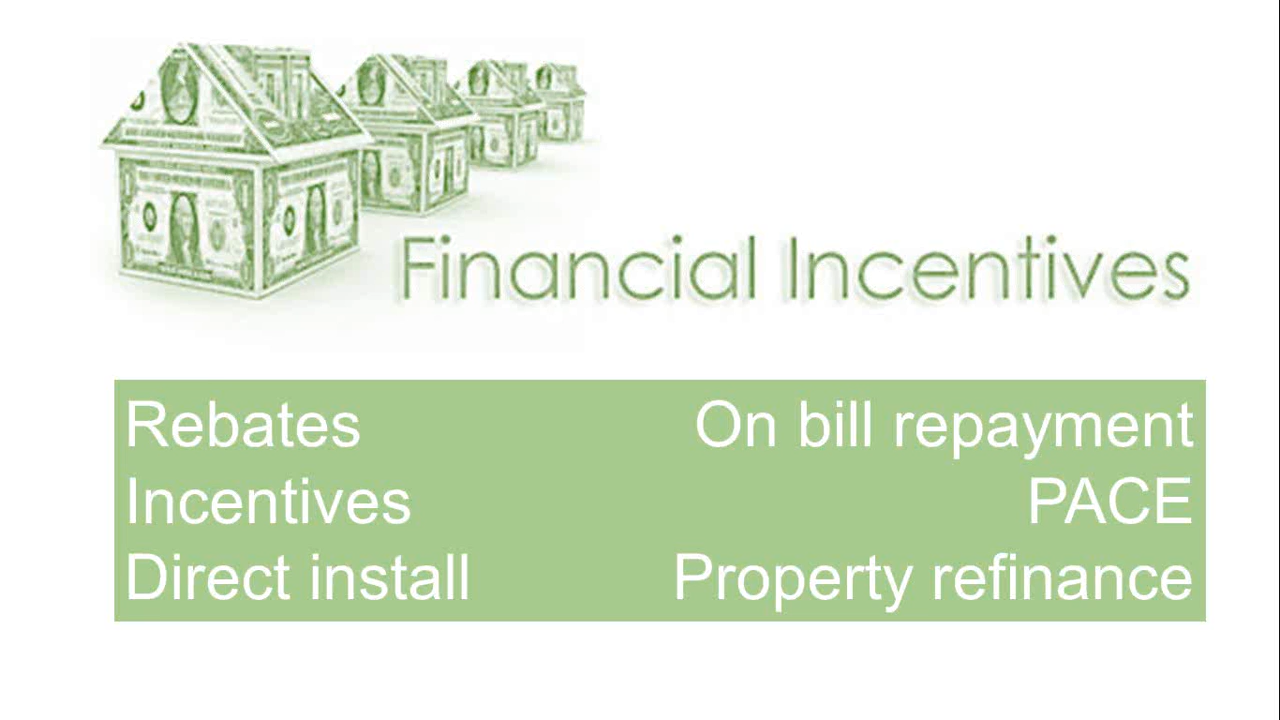 Financial Incentives
Rebates
Incentives
Direct install
On bill repayment
PACE
Property refinance